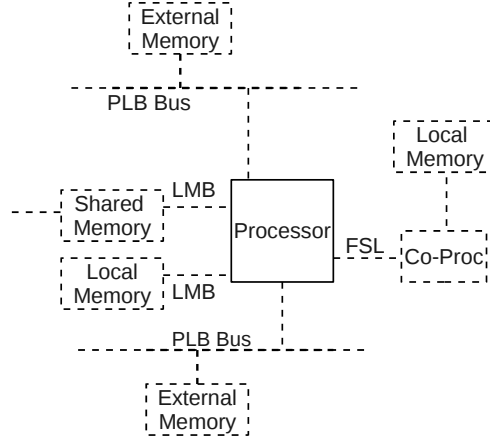 External
Memory
PLB Bus
Local
Memory
LMB
Shared
Memory
Processor
FSL
Co-Proc
Local
Memory
LMB
PLB Bus
External
Memory